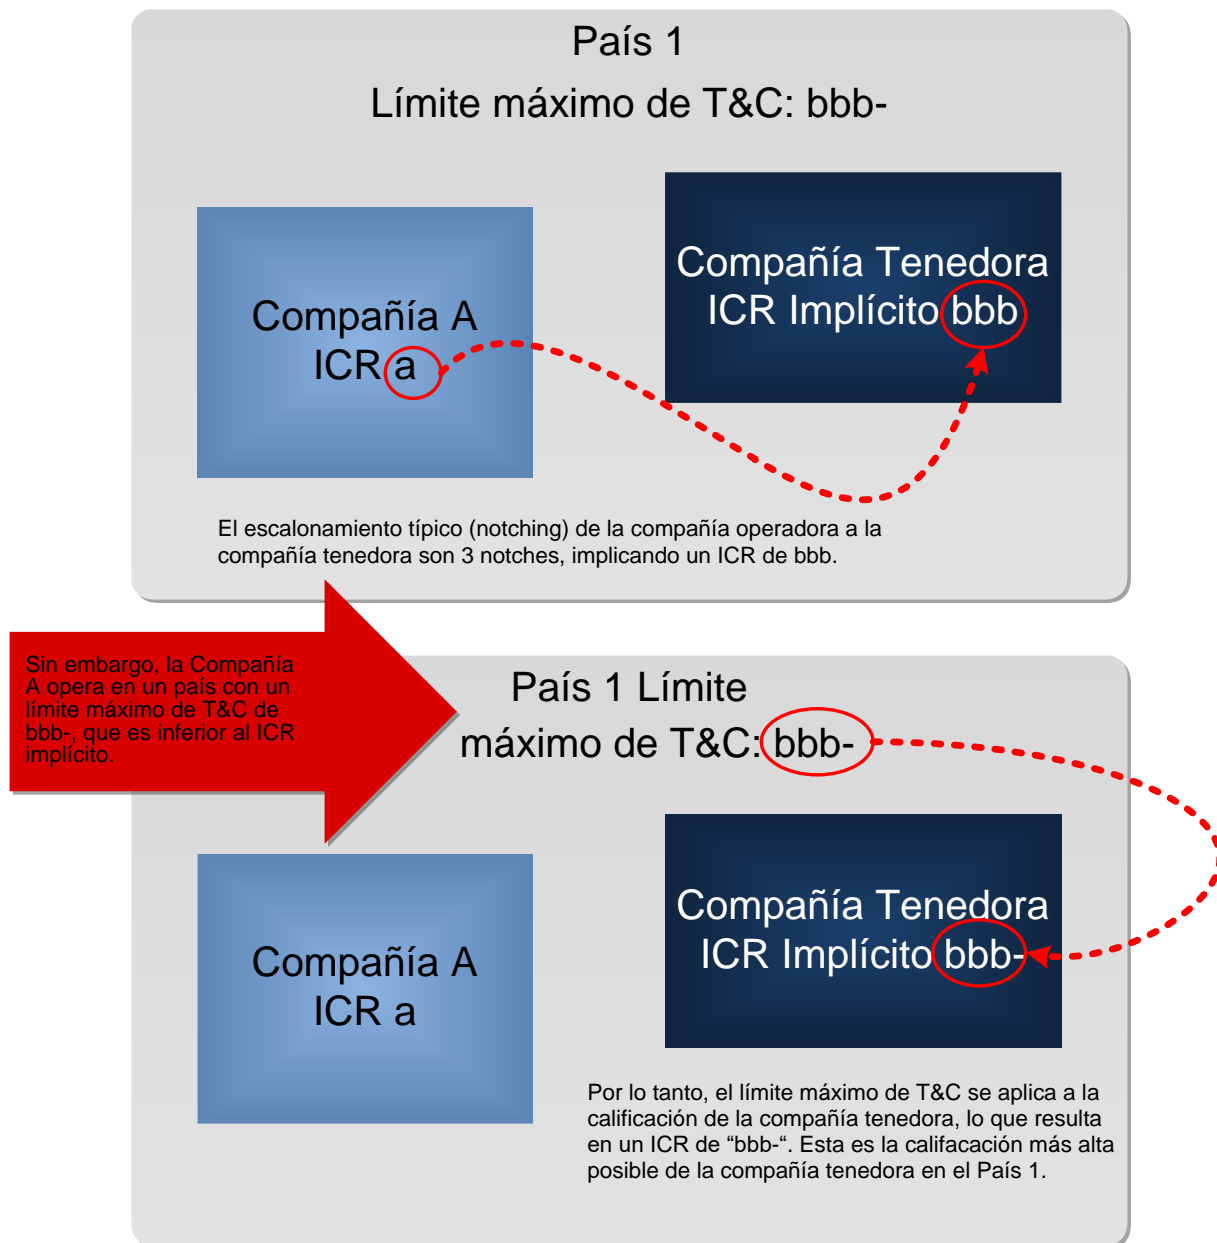 País 1
Límite máximo de T&C: bbb-
Compañía A
ICR a
Compañía Tenedora
ICR Implícito bbb
El escalonamiento típico (notching) de la compañía operadora a la
compañía tenedora son 3 notches, implicando un ICR de bbb.
Sin embargo, la Compañía
A opera en un país con un
límite máximo de T&C de
bbb-, que es inferior al ICR
implícito.
País 1 Límite
máximo de T&C: bbb-
Compañía A
ICR a
Compañía Tenedora
ICR Implícito bbb-
Por lo tanto, el límite máximo de T&C se aplica a la
calificación de la compañía tenedora, lo que resulta
en un ICR de “bbb-“. Esta es la califacación más alta
posible de la compañía tenedora en el País 1.